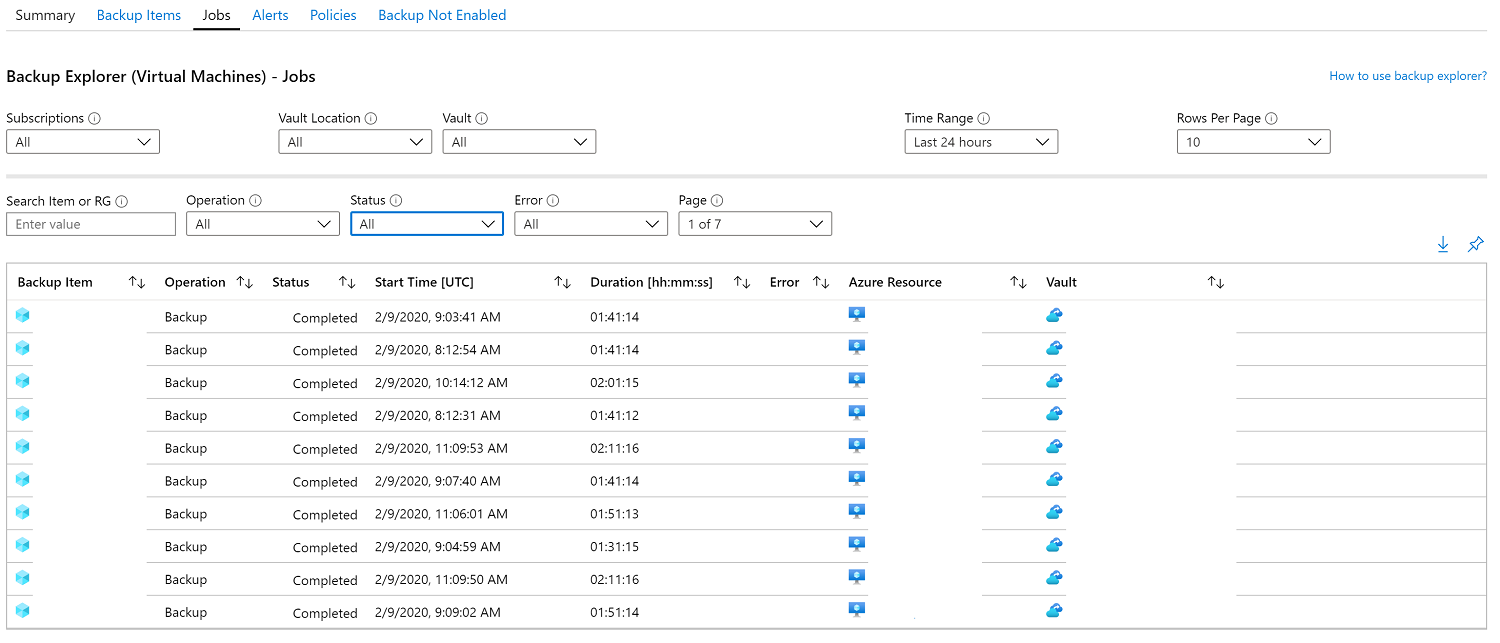 Summary Backup Items Jobs Alerts Policies Backup Not Enabled
Backup Explorer (Virtual Machines) - Jobs How to use backup explorer?
Subscriptions Vault Location Vault Time Range Rows Per Page
All All All Last 24 hours 10
Search Item or RG Operation Status Error Page
Enter value All All All 1 of 7
Backup Item Operation Status Start Time [UTC] Duration [hh:mm:ss] Error Azure Resource Vault
Backup Completed 2/9/2020, 9:03:41 AM 01:41:14
Backup Completed 2/9/2020, 8:12:54 AM 01:41:14
Backup Completed 2/9/2020, 10:14:12 AM 02:01:15
Backup Completed 2/9/2020, 8:12:31 AM 01:41:12
Backup Completed 2/9/2020, 11:09:53 AM 02:11:16
Backup Completed 2/9/2020, 9:07:40 AM 01:41:14
Backup Completed 2/9/2020, 11:06:01 AM 01:51:13
Backup Completed 2/9/2020, 9:04:59 AM 01:31:15
Backup Completed 2/9/2020, 11:09:50 AM 02:11:16
Backup Completed 2/9/2020, 9:09:02 AM 01:51:14